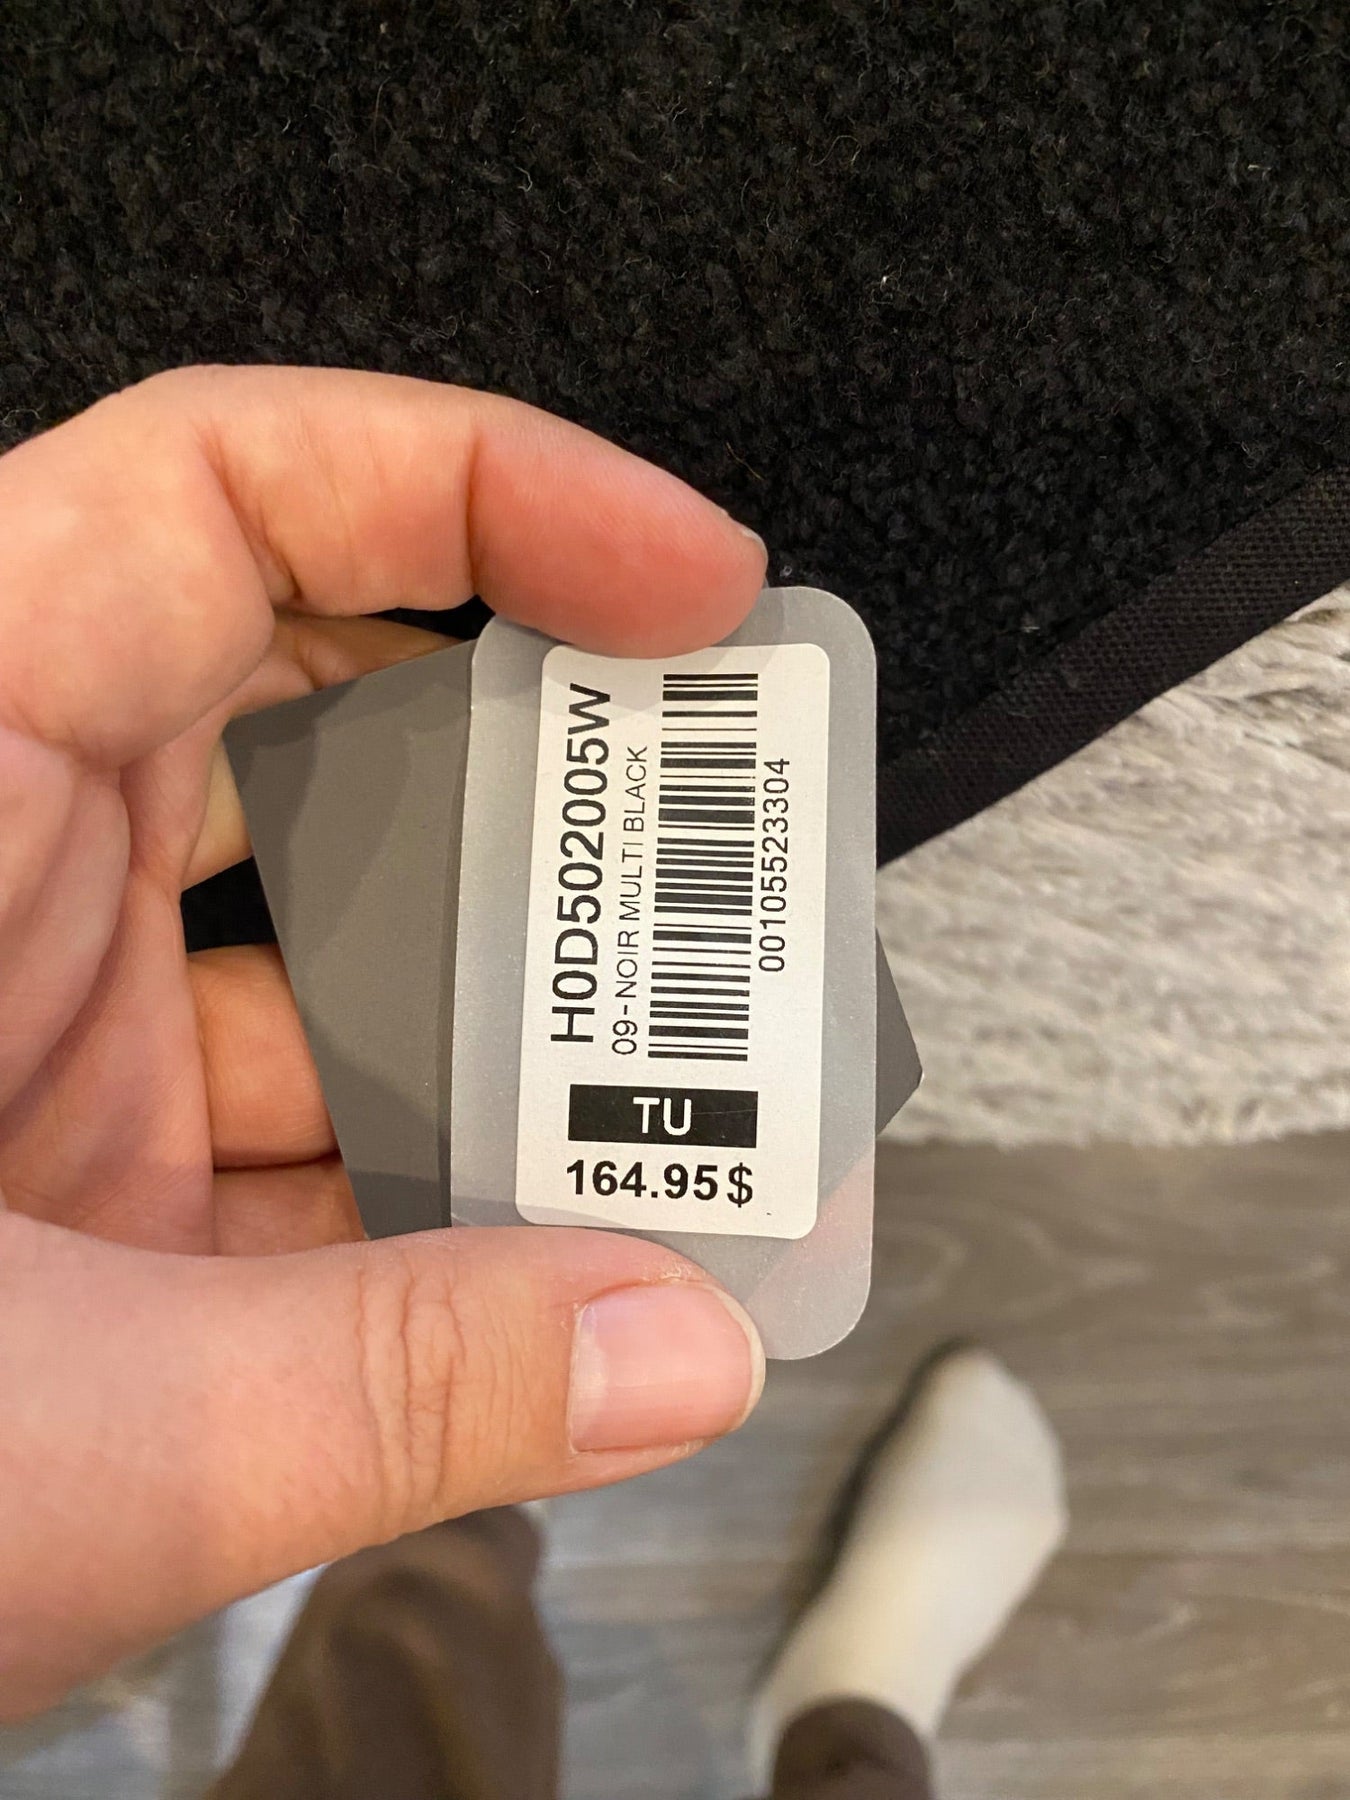 H0D502005W
09-NOIR MULTI BLACK
00105523304
TU
164.95$